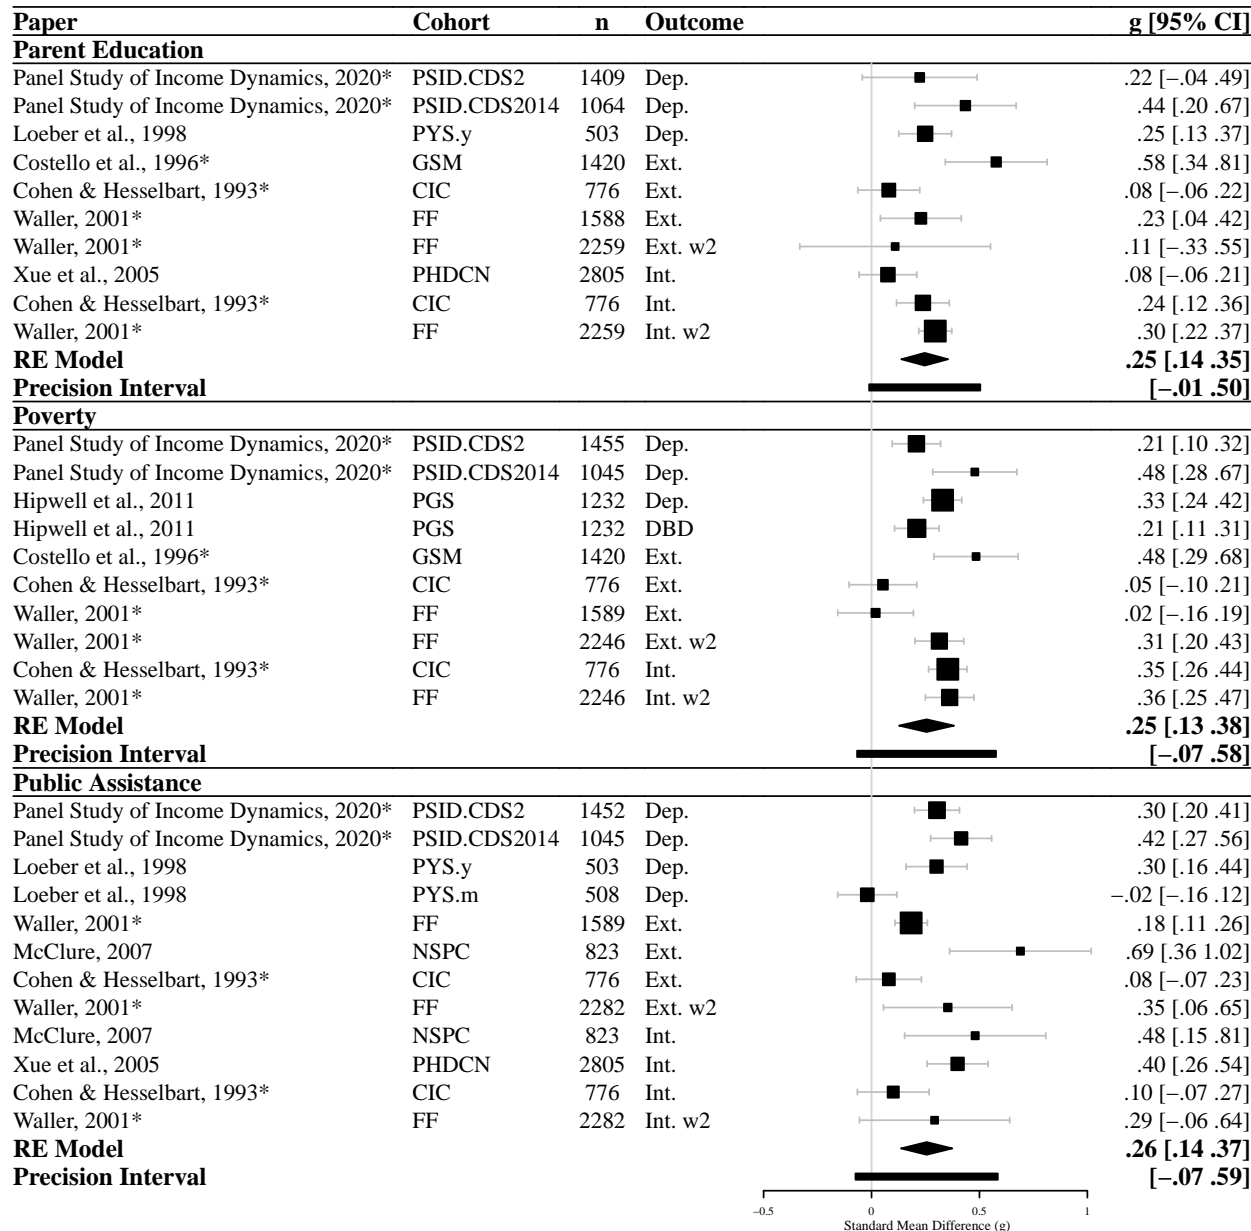 Paper Cohort n Outcome g [95% CI]
Parent Education
Panel Study of Income Dynamics, 2020* PSID.CDS2 1409 Dep. .22 [−.04 .49]
Panel Study of Income Dynamics, 2020* PSID.CDS2014 1064 Dep. .44 [.20 .67]
Loeber et al., 1998 PYS.y 503 Dep. .25 [.13 .37]
Costello et al., 1996* GSM 1420 Ext. .58 [.34 .81]
Cohen & Hesselbart, 1993* CIC 776 Ext. .08 [−.06 .22]
Waller, 2001* FF 1588 Ext. .23 [.04 .42]
Waller, 2001* FF 2259 Ext. w2 .11 [−.33 .55]
Xue et al., 2005 PHDCN 2805 Int. .08 [−.06 .21]
Cohen & Hesselbart, 1993* CIC 776 Int. .24 [.12 .36]
Waller, 2001* FF 2259 Int. w2 .30 [.22 .37]
RE Model .25 [.14 .35]
Precision Interval [−.01 .50]
Poverty
Panel Study of Income Dynamics, 2020* PSID.CDS2 1455 Dep. .21 [.10 .32]
Panel Study of Income Dynamics, 2020* PSID.CDS2014 1045 Dep. .48 [.28 .67]
Hipwell et al., 2011 PGS 1232 Dep. .33 [.24 .42]
Hipwell et al., 2011 PGS 1232 DBD .21 [.11 .31]
Costello et al., 1996* GSM 1420 Ext. .48 [.29 .68]
Cohen & Hesselbart, 1993* CIC 776 Ext. .05 [−.10 .21]
Waller, 2001* FF 1589 Ext. .02 [−.16 .19]
Waller, 2001* FF 2246 Ext. w2 .31 [.20 .43]
Cohen & Hesselbart, 1993* CIC 776 Int. .35 [.26 .44]
Waller, 2001* FF 2246 Int. w2 .36 [.25 .47]
RE Model .25 [.13 .38]
Precision Interval [−.07 .58]
Public Assistance
Panel Study of Income Dynamics, 2020* PSID.CDS2 1452 Dep. .30 [.20 .41]
Panel Study of Income Dynamics, 2020* PSID.CDS2014 1045 Dep. .42 [.27 .56]
Loeber et al., 1998 PYS.y 503 Dep. .30 [.16 .44]
Loeber et al., 1998 PYS.m 508 Dep. −.02 [−.16 .12]
Waller, 2001* FF 1589 Ext. .18 [.11 .26]
McClure, 2007 NSPC 823 Ext. .69 [.36 1.02]
Cohen & Hesselbart, 1993* CIC 776 Ext. .08 [−.07 .23]
Waller, 2001* FF 2282 Ext. w2 .35 [.06 .65]
McClure, 2007 NSPC 823 Int. .48 [.15 .81]
Xue et al., 2005 PHDCN 2805 Int. .40 [.26 .54]
Cohen & Hesselbart, 1993* CIC 776 Int. .10 [−.07 .27]
Waller, 2001* FF 2282 Int. w2 .29 [−.06 .64]
RE Model .26 [.14 .37]
Precision Interval [−.07 .59]
−0.5 0 0.5 1
Standard Mean Difference (g)